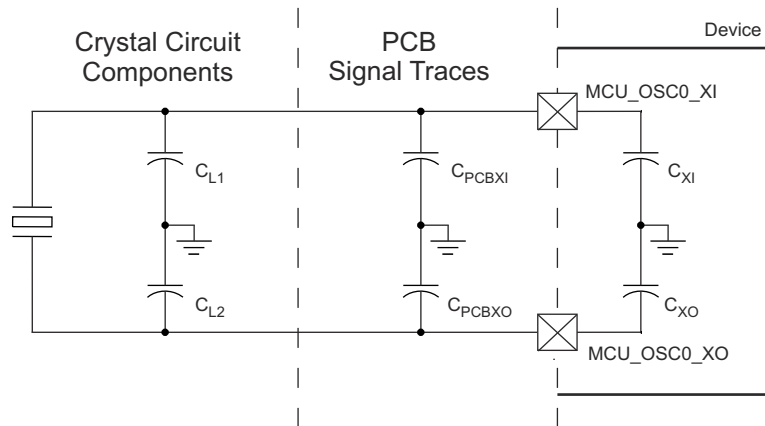 Crystal Circuit
Components
PCB
Signal Traces
Device
MCU_OSC0_XI
CL1
CPCBXI
CXI
CL2
CPCBXO
CXO
MCU_OSC0_XO